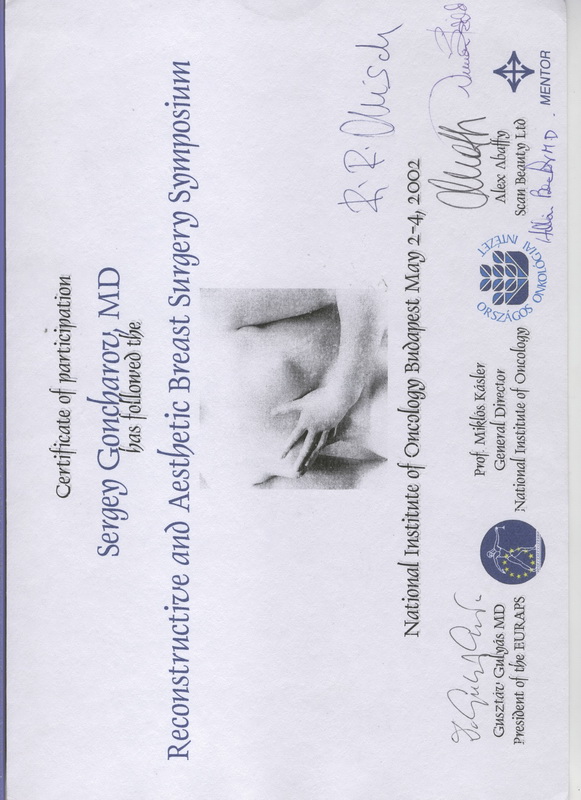 Certificate of participation
Sergey Goncharov, MD
has followed the
Reconstructive and Aesthetic Breast Surgery Symposium
National Institute of Oncology Budapest May 2-4, 2002
Gusztáv Gulyás MD
President of the EURAPS
Prof. Miklós Kásler
General Director
National Institute of Oncology
ORSZÁGOS ONKOLÓGIAI INTÉZET
Alex Abaffy
Scan Beauty Ltd
MENTOR